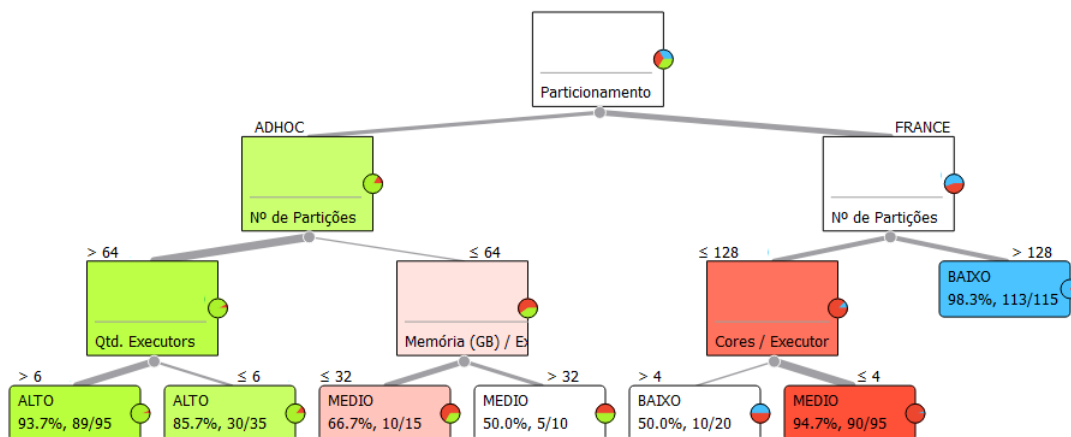 Particionamento
ADHOC
FRANCE
Nº de Partições
Nº de Partições
> 64
≤ 64
≤ 128
> 128
Qtd. Executors
Memória (GB) / Ex
Cores / Executor
BAIXO
98.3%, 113/115
> 6
≤ 6
≤ 32
> 32
> 4
≤ 4
ALTO
93.7%, 89/95
ALTO
85.7%, 30/35
MEDIO
66.7%, 10/15
MEDIO
50.0%, 5/10
BAIXO
50.0%, 10/20
MEDIO
94.7%, 90/95